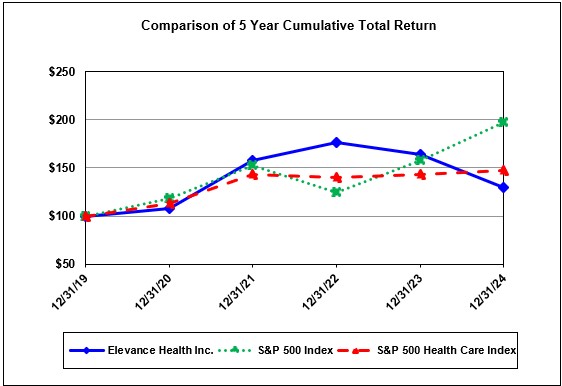 Comparison of 5 Year Cumulative Total Return
$250
$200
$150
$100
$50
12/31/19
12/31/20
12/31/21
12/31/22
12/31/23
12/31/24
Elevance Health Inc.
S&P 500 Index
S&P 500 Health Care Index